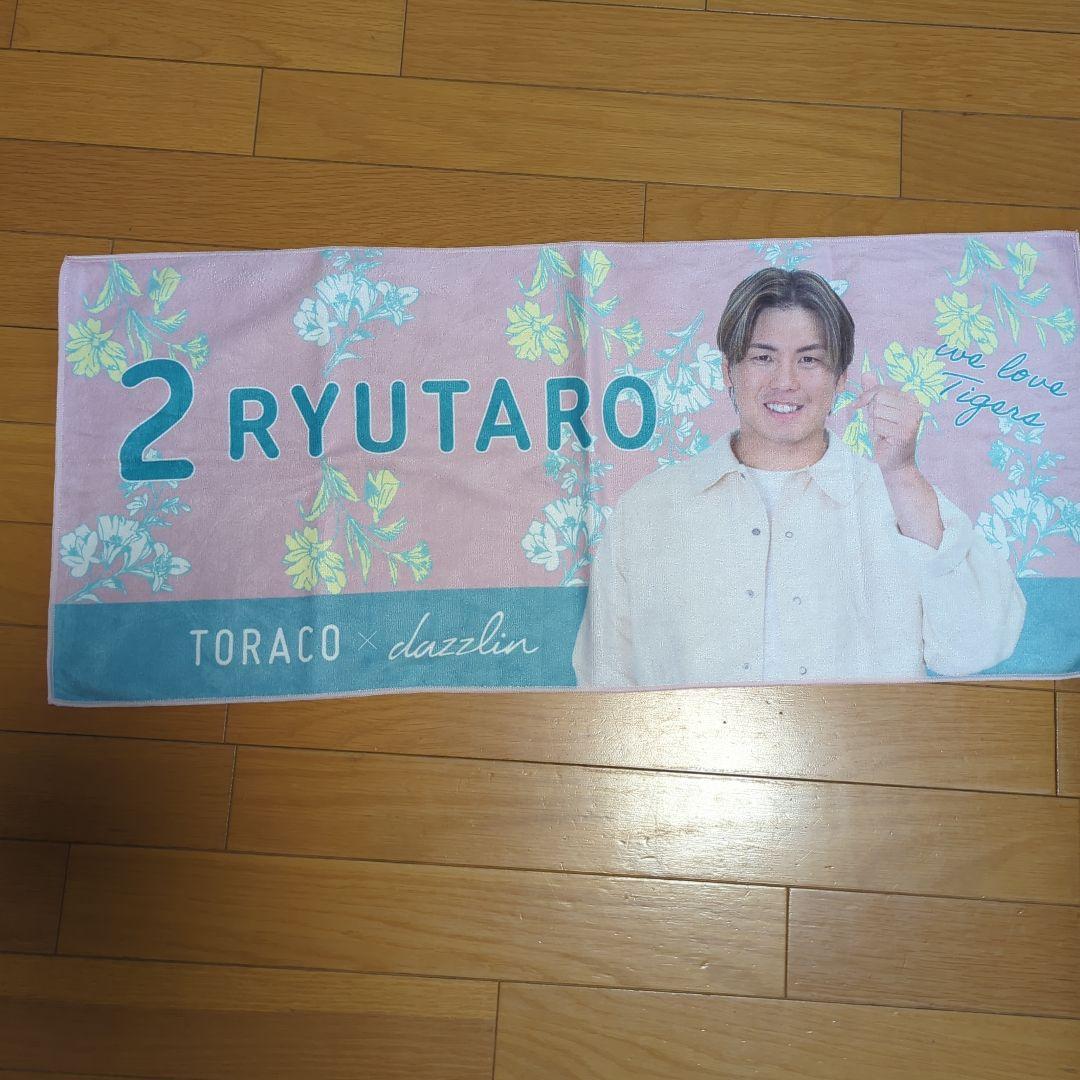 2 RYUTARO
we love
Tigers
TORACO × dazzlin